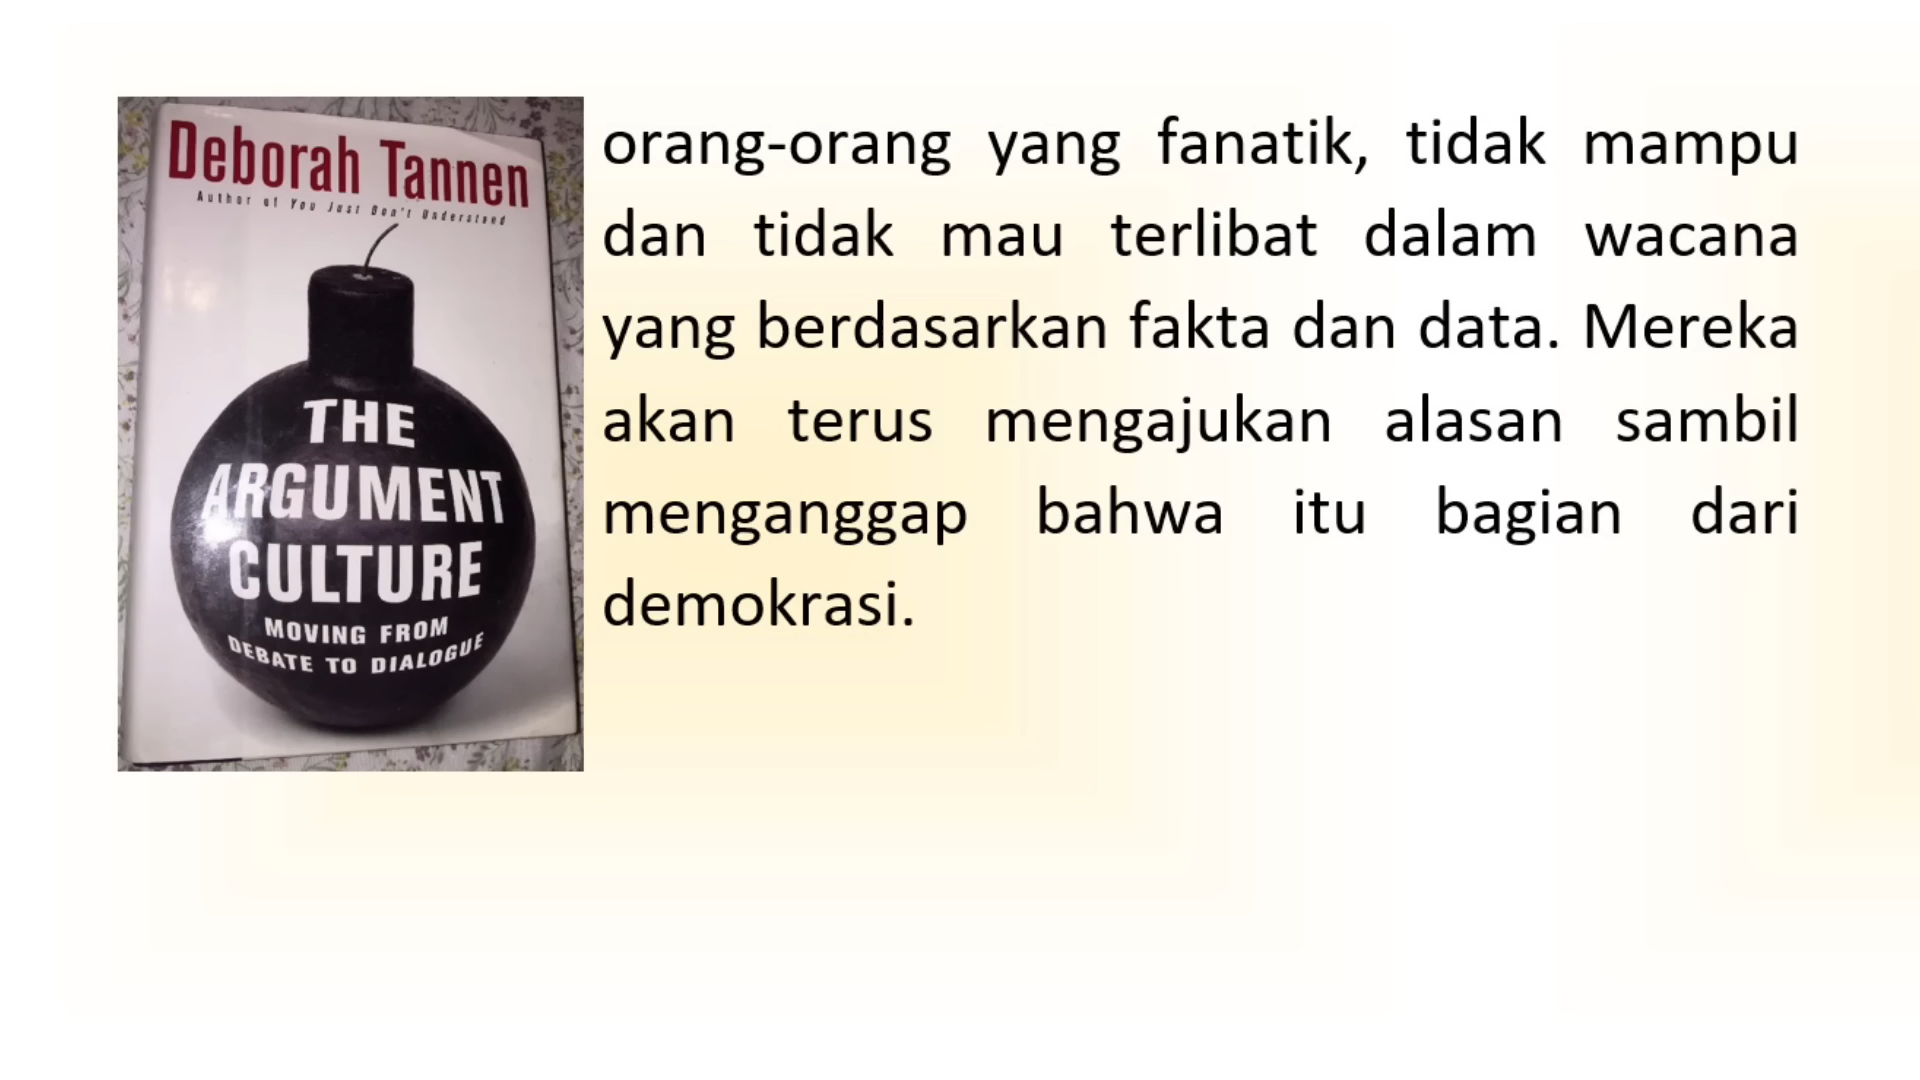 Deborah Tannen
Author of You Just Don't Understand
THE
ARGUMENT
CULTURE
MOVING FROM
DEBATE TO DIALOGUE
orang-orang yang fanatik, tidak mampu
dan tidak mau terlibat dalam wacana
yang berdasarkan fakta dan data. Mereka
akan terus mengajukan alasan sambil
menganggap bahwa itu bagian dari
demokrasi.